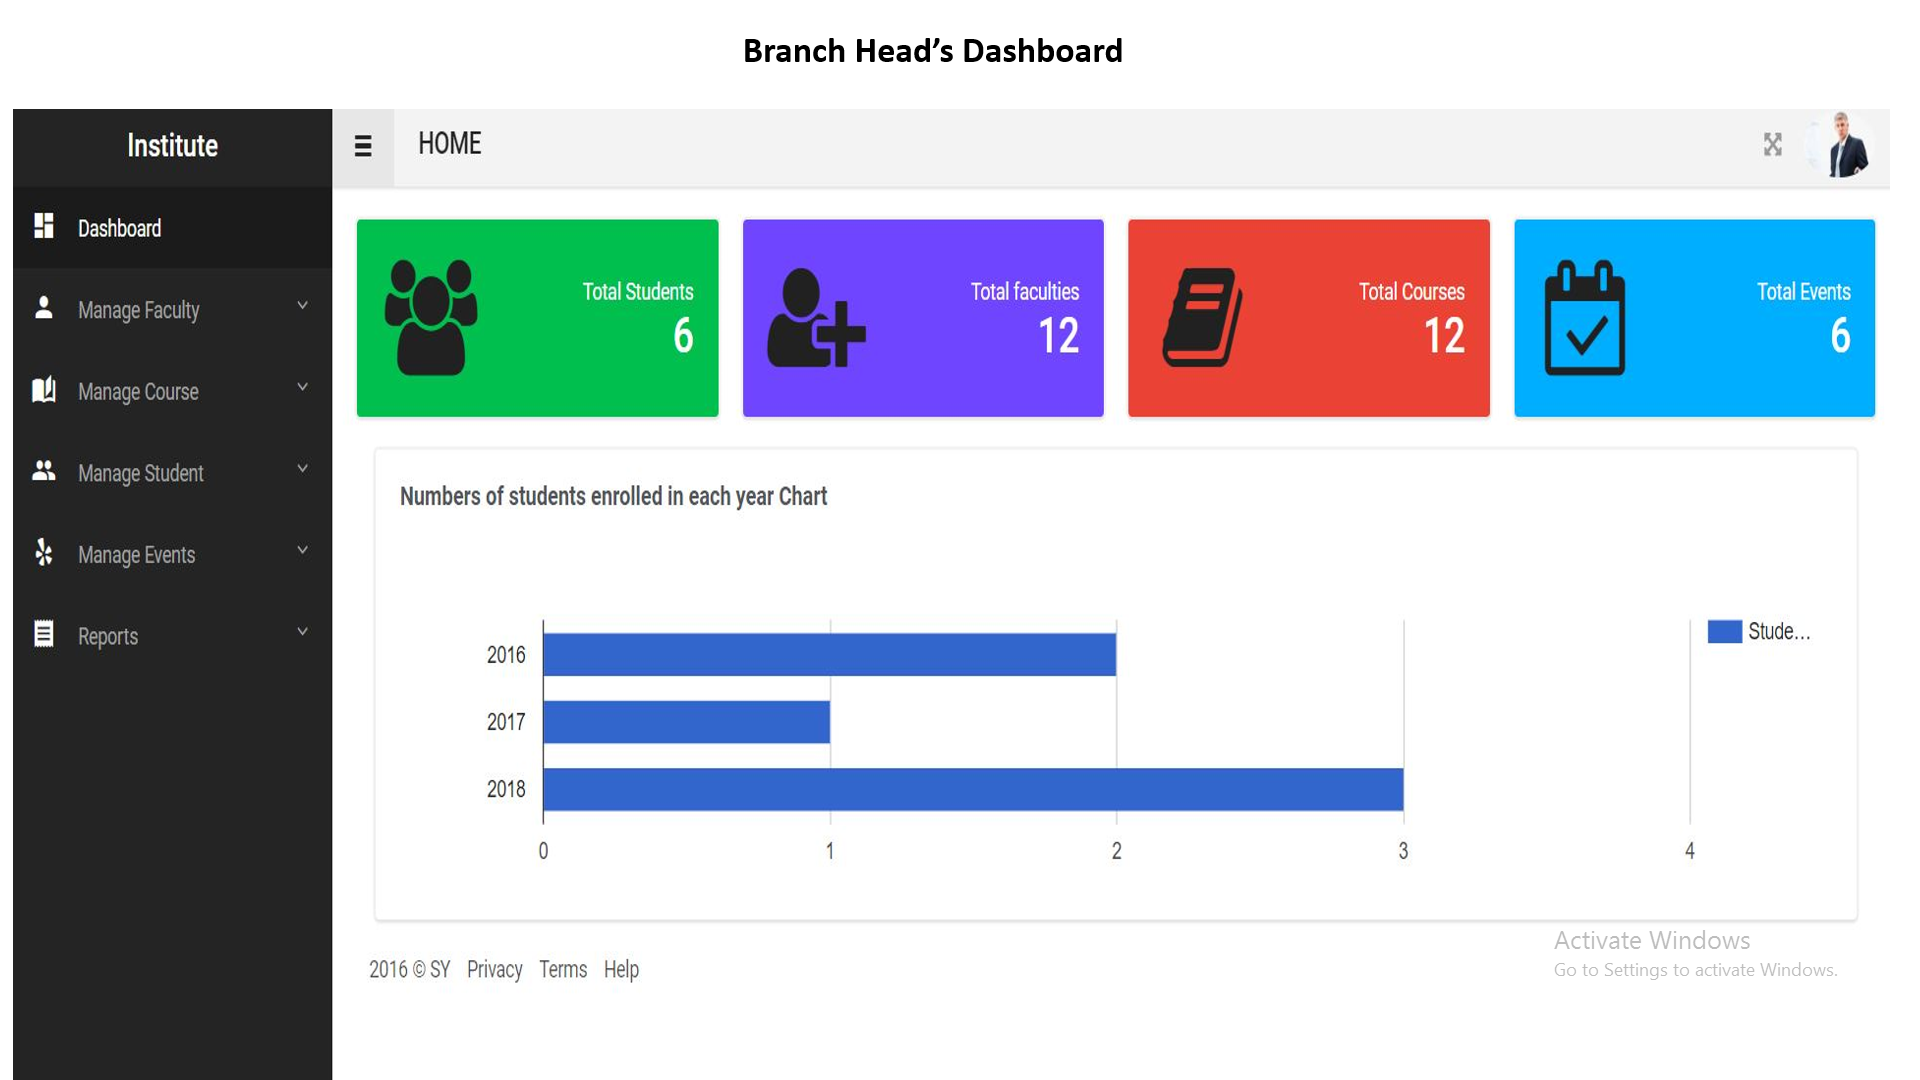 Branch Head’s Dashboard
Institute
HOME
Dashboard
Manage Faculty
Manage Course
Manage Student
Manage Events
Reports
Total Students
6
Total faculties
12
Total Courses
12
Total Events
6
Numbers of students enrolled in each year Chart
2016
2017
2018
0 1 2 3 4
Stude...
2016 © SY Privacy Terms Help
Activate Windows
Go to Settings to activate Windows.